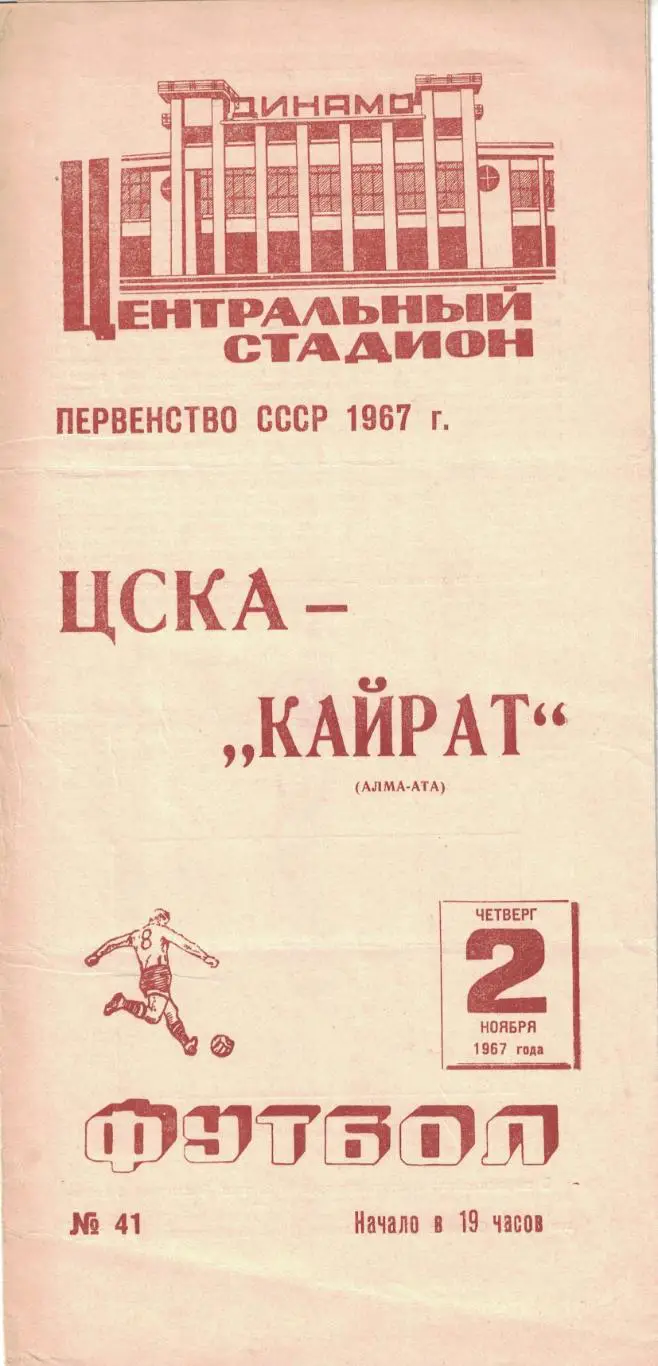 ДИНАМО
ЦЕНТРАЛЬНЫЙ
СТАДИОН
ПЕРВЕНСТВО СССР 1967 г.
ЦСКА –
„КАЙРАТ“
(АЛМА-АТА)
8
ЧЕТВЕРГ
2
НОЯБРЯ
1967 года
ФУТБОЛ
№ 41 Начало в 19 часов